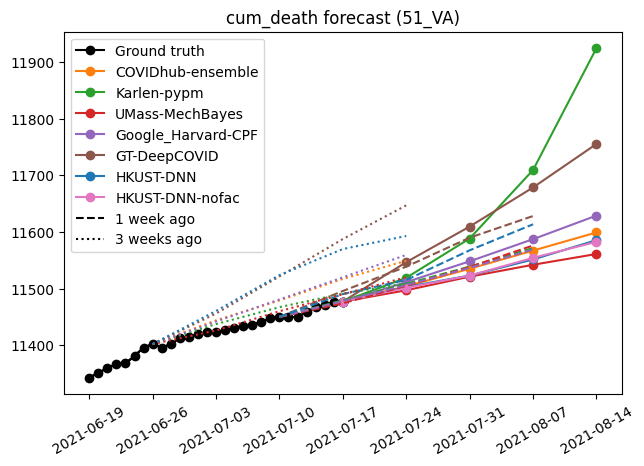 cum_death forecast (51_VA)
11900
11800
11700
11600
11500
11400
Ground truth
COVIDhub-ensemble
Karlen-pypm
UMass-MechBayes
Google_Harvard-CPF
GT-DeepCOVID
HKUST-DNN
HKUST-DNN-nofac
1 week ago
3 weeks ago
2021-06-19
2021-06-26
2021-07-03
2021-07-10
2021-07-17
2021-07-24
2021-07-31
2021-08-07
2021-08-14